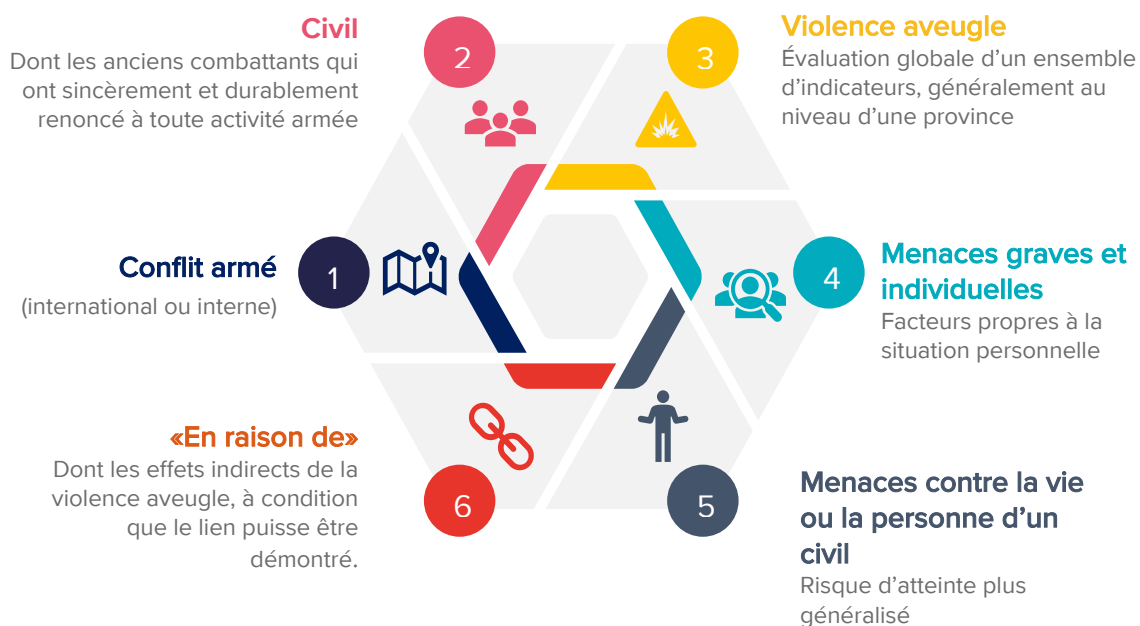 1
Conflit armé
(international ou interne)
2
Civil
Dont les anciens combattants qui
ont sincèrement et durablement
renoncé à toute activité armée
3
Violence aveugle
Évaluation globale d’un ensemble
d’indicateurs, généralement au
niveau d’une province
4
Menaces graves et
individuelles
Facteurs propres à la
situation personnelle
5
Menaces contre la vie
ou la personne d’un
civil
Risque d’atteinte plus
généralisé
6
«En raison de»
Dont les effets indirects de la
violence aveugle, à condition
que le lien puisse être
démontré.